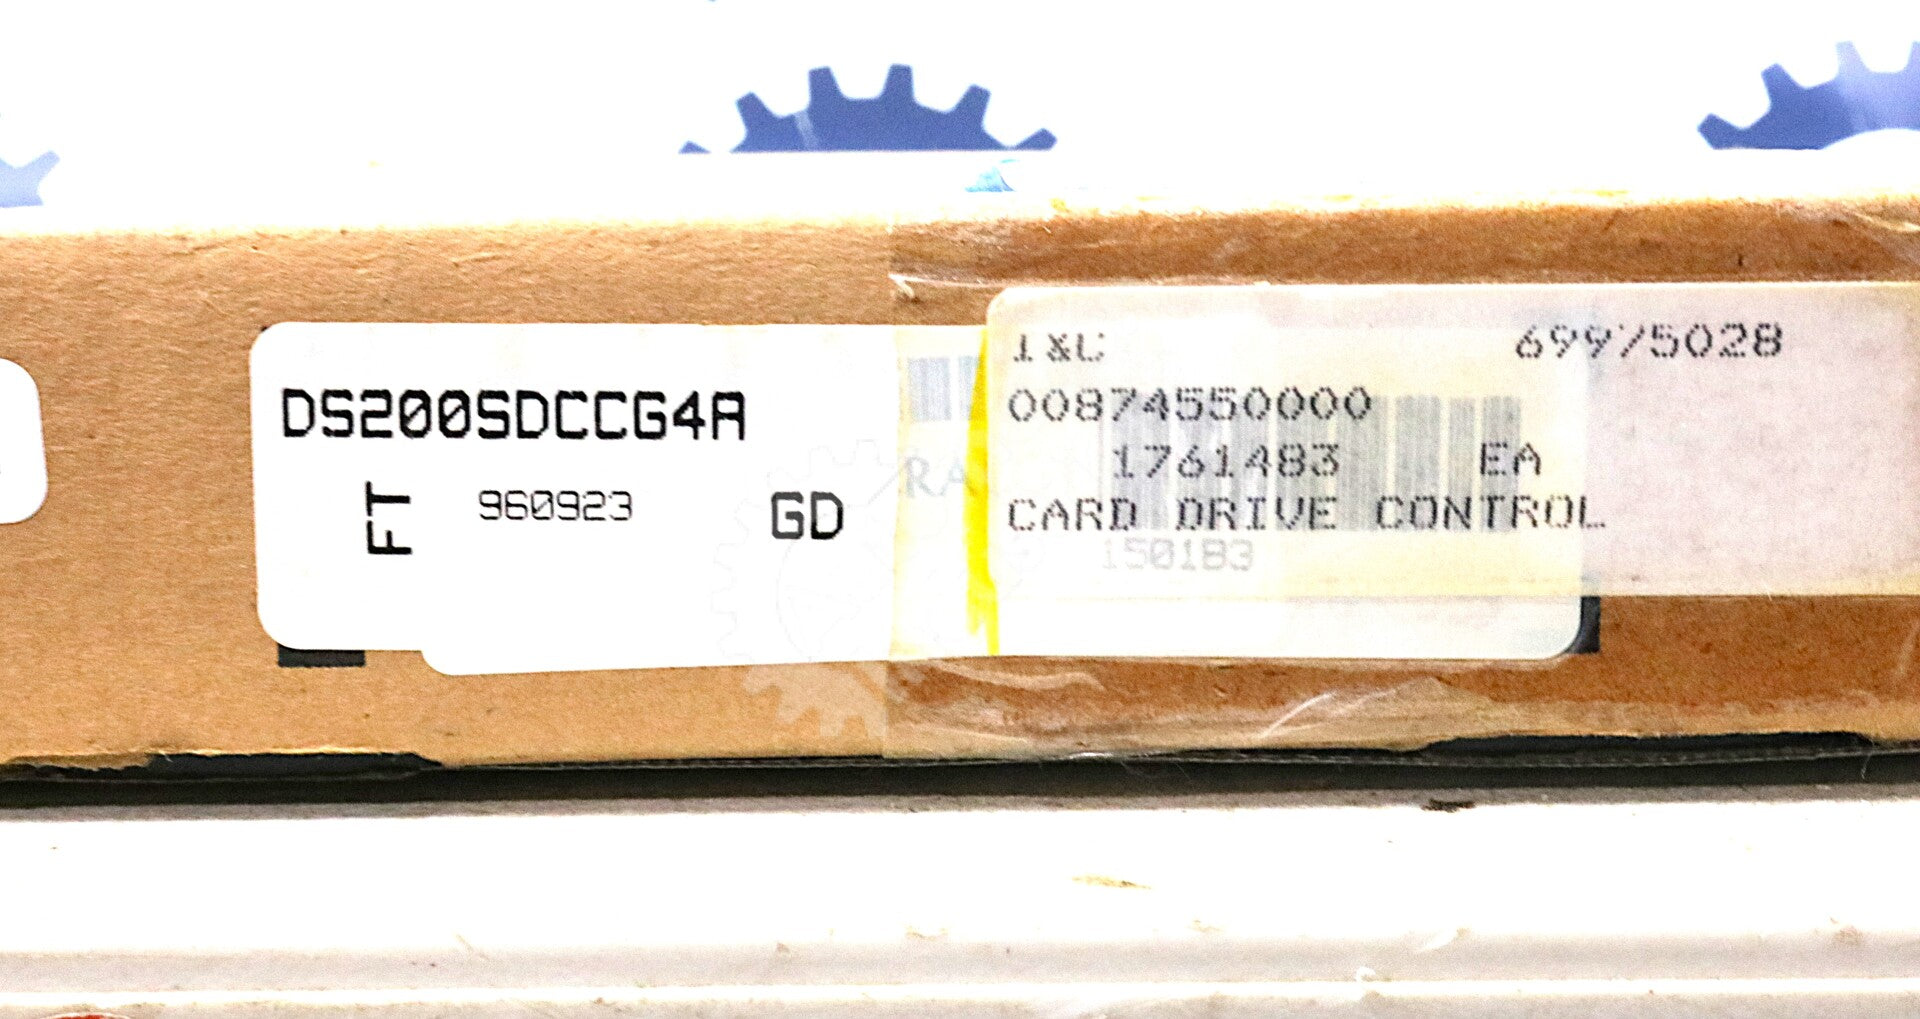 DS200SDCCG4A
FT 960923 GD
I&C 69975028
00874550000
1761483 EA
CARD DRIVE CONTROL
150183